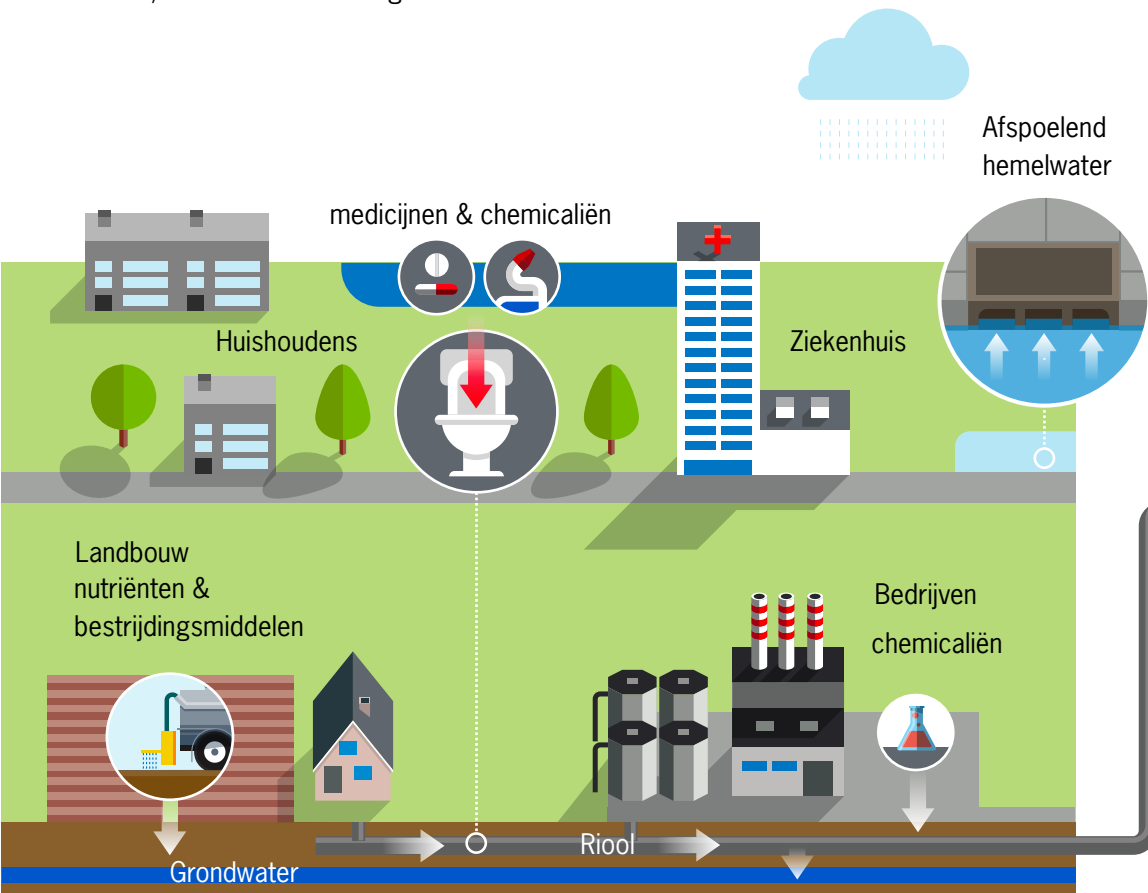 Afspoelend
hemelwater
medicijnen & chemicaliën
Huishoudens
Ziekenhuis
Landbouw
nutriënten &
bestrijdingsmiddelen
Bedrijven
chemicaliën
Riool
Grondwater